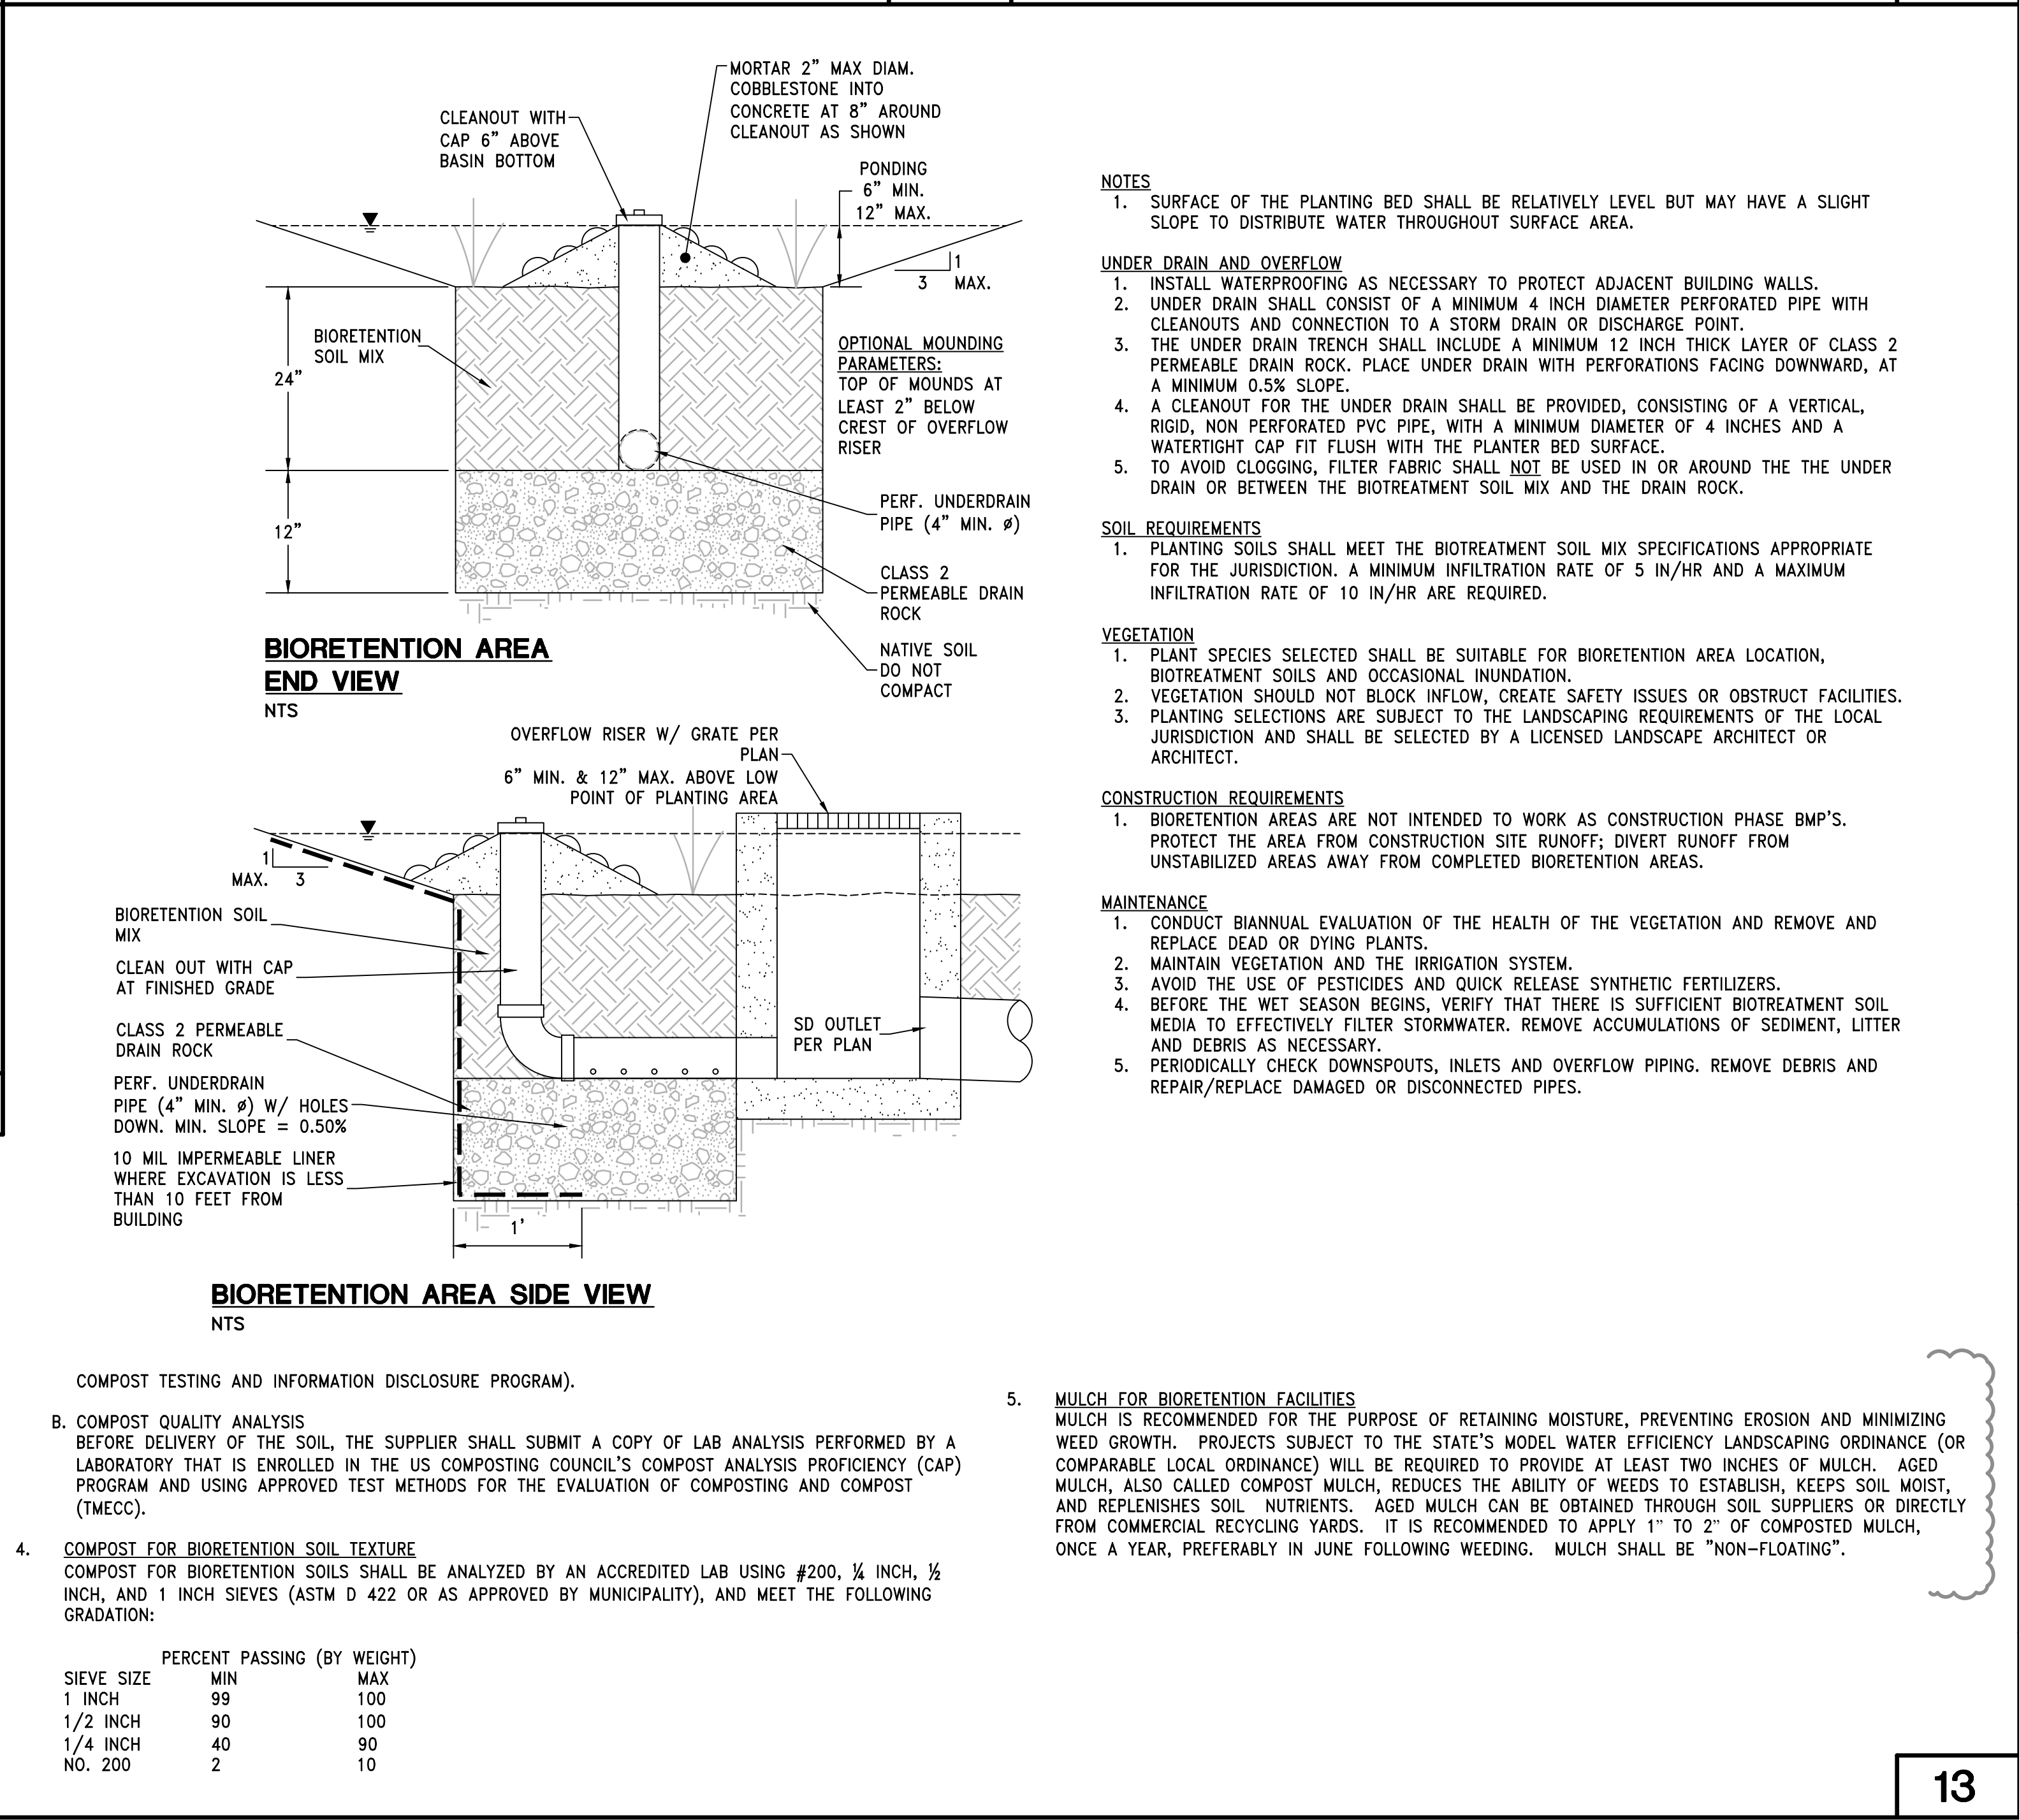 MORTAR 2" MAX DIAM.
COBBLESTONE INTO
CONCRETE AT 8" AROUND
CLEANOUT AS SHOWN
CLEANOUT WITH
CAP 6" ABOVE
BASIN BOTTOM
PONDING
6" MIN.
12" MAX.
1
3 MAX.
BIORETENTION
SOIL MIX
24"
12"
OPTIONAL MOUNDING
PARAMETERS:
TOP OF MOUNDS AT
LEAST 2" BELOW
CREST OF OVERFLOW
RISER
PERF. UNDERDRAIN
PIPE (4" MIN. ø)
CLASS 2
PERMEABLE DRAIN
ROCK
NATIVE SOIL
DO NOT
COMPACT
BIORETENTION AREA
END VIEW
NTS
OVERFLOW RISER W/ GRATE PER
PLAN
6" MIN. & 12" MAX. ABOVE LOW
POINT OF PLANTING AREA
1
MAX. 3
BIORETENTION SOIL
MIX
CLEAN OUT WITH CAP
AT FINISHED GRADE
CLASS 2 PERMEABLE
DRAIN ROCK
PERF. UNDERDRAIN
PIPE (4" MIN. ø) W/ HOLES
DOWN. MIN. SLOPE = 0.50%
10 MIL IMPERMEABLE LINER
WHERE EXCAVATION IS LESS
THAN 10 FEET FROM
BUILDING
SD OUTLET
PER PLAN
1'
BIORETENTION AREA SIDE VIEW
NTS
NOTES
1. SURFACE OF THE PLANTING BED SHALL BE RELATIVELY LEVEL BUT MAY HAVE A SLIGHT
SLOPE TO DISTRIBUTE WATER THROUGHOUT SURFACE AREA.
UNDER DRAIN AND OVERFLOW
1. INSTALL WATERPROOFING AS NECESSARY TO PROTECT ADJACENT BUILDING WALLS.
2. UNDER DRAIN SHALL CONSIST OF A MINIMUM 4 INCH DIAMETER PERFORATED PIPE WITH
CLEANOUTS AND CONNECTION TO A STORM DRAIN OR DISCHARGE POINT.
3. THE UNDER DRAIN TRENCH SHALL INCLUDE A MINIMUM 12 INCH THICK LAYER OF CLASS 2
PERMEABLE DRAIN ROCK. PLACE UNDER DRAIN WITH PERFORATIONS FACING DOWNWARD, AT
A MINIMUM 0.5% SLOPE.
4. A CLEANOUT FOR THE UNDER DRAIN SHALL BE PROVIDED, CONSISTING OF A VERTICAL,
RIGID, NON PERFORATED PVC PIPE, WITH A MINIMUM DIAMETER OF 4 INCHES AND A
WATERTIGHT CAP FIT FLUSH WITH THE PLANTER BED SURFACE.
5. TO AVOID CLOGGING, FILTER FABRIC SHALL NOT BE USED IN OR AROUND THE THE UNDER
DRAIN OR BETWEEN THE BIOTREATMENT SOIL MIX AND THE DRAIN ROCK.
SOIL REQUIREMENTS
1. PLANTING SOILS SHALL MEET THE BIOTREATMENT SOIL MIX SPECIFICATIONS APPROPRIATE
FOR THE JURISDICTION. A MINIMUM INFILTRATION RATE OF 5 IN/HR AND A MAXIMUM
INFILTRATION RATE OF 10 IN/HR ARE REQUIRED.
VEGETATION
1. PLANT SPECIES SELECTED SHALL BE SUITABLE FOR BIORETENTION AREA LOCATION,
BIOTREATMENT SOILS AND OCCASIONAL INUNDATION.
2. VEGETATION SHOULD NOT BLOCK INFLOW, CREATE SAFETY ISSUES OR OBSTRUCT FACILITIES.
3. PLANTING SELECTIONS ARE SUBJECT TO THE LANDSCAPING REQUIREMENTS OF THE LOCAL
JURISDICTION AND SHALL BE SELECTED BY A LICENSED LANDSCAPE ARCHITECT OR
ARCHITECT.
CONSTRUCTION REQUIREMENTS
1. BIORETENTION AREAS ARE NOT INTENDED TO WORK AS CONSTRUCTION PHASE BMP'S.
PROTECT THE AREA FROM CONSTRUCTION SITE RUNOFF; DIVERT RUNOFF FROM
UNSTABILIZED AREAS AWAY FROM COMPLETED BIORETENTION AREAS.
MAINTENANCE
1. CONDUCT BIANNUAL EVALUATION OF THE HEALTH OF THE VEGETATION AND REMOVE AND
REPLACE DEAD OR DYING PLANTS.
2. MAINTAIN VEGETATION AND THE IRRIGATION SYSTEM.
3. AVOID THE USE OF PESTICIDES AND QUICK RELEASE SYNTHETIC FERTILIZERS.
4. BEFORE THE WET SEASON BEGINS, VERIFY THAT THERE IS SUFFICIENT BIOTREATMENT SOIL
MEDIA TO EFFECTIVELY FILTER STORMWATER. REMOVE ACCUMULATIONS OF SEDIMENT, LITTER
AND DEBRIS AS NECESSARY.
5. PERIODICALLY CHECK DOWNSPOUTS, INLETS AND OVERFLOW PIPING. REMOVE DEBRIS AND
REPAIR/REPLACE DAMAGED OR DISCONNECTED PIPES.
COMPOST TESTING AND INFORMATION DISCLOSURE PROGRAM).
B. COMPOST QUALITY ANALYSIS
BEFORE DELIVERY OF THE SOIL, THE SUPPLIER SHALL SUBMIT A COPY OF LAB ANALYSIS PERFORMED BY A
LABORATORY THAT IS ENROLLED IN THE US COMPOSTING COUNCIL'S COMPOST ANALYSIS PROFICIENCY (CAP)
PROGRAM AND USING APPROVED TEST METHODS FOR THE EVALUATION OF COMPOSTING AND COMPOST
(TMECC).
4. COMPOST FOR BIORETENTION SOIL TEXTURE
COMPOST FOR BIORETENTION SOILS SHALL BE ANALYZED BY AN ACCREDITED LAB USING #200, ¼ INCH, ½
INCH, AND 1 INCH SIEVES (ASTM D 422 OR AS APPROVED BY MUNICIPALITY), AND MEET THE FOLLOWING
GRADATION:
PERCENT PASSING (BY WEIGHT)
SIEVE SIZE MIN MAX
1 INCH 99 100
1/2 INCH 90 100
1/4 INCH 40 90
NO. 200 2 10
5. MULCH FOR BIORETENTION FACILITIES
MULCH IS RECOMMENDED FOR THE PURPOSE OF RETAINING MOISTURE, PREVENTING EROSION AND MINIMIZING
WEED GROWTH. PROJECTS SUBJECT TO THE STATE'S MODEL WATER EFFICIENCY LANDSCAPING ORDINANCE (OR
COMPARABLE LOCAL ORDINANCE) WILL BE REQUIRED TO PROVIDE AT LEAST TWO INCHES OF MULCH. AGED
MULCH, ALSO CALLED COMPOST MULCH, REDUCES THE ABILITY OF WEEDS TO ESTABLISH, KEEPS SOIL MOIST,
AND REPLENISHES SOIL NUTRIENTS. AGED MULCH CAN BE OBTAINED THROUGH SOIL SUPPLIERS OR DIRECTLY
FROM COMMERCIAL RECYCLING YARDS. IT IS RECOMMENDED TO APPLY 1" TO 2" OF COMPOSTED MULCH,
ONCE A YEAR, PREFERABLY IN JUNE FOLLOWING WEEDING. MULCH SHALL BE "NON-FLOATING".
13